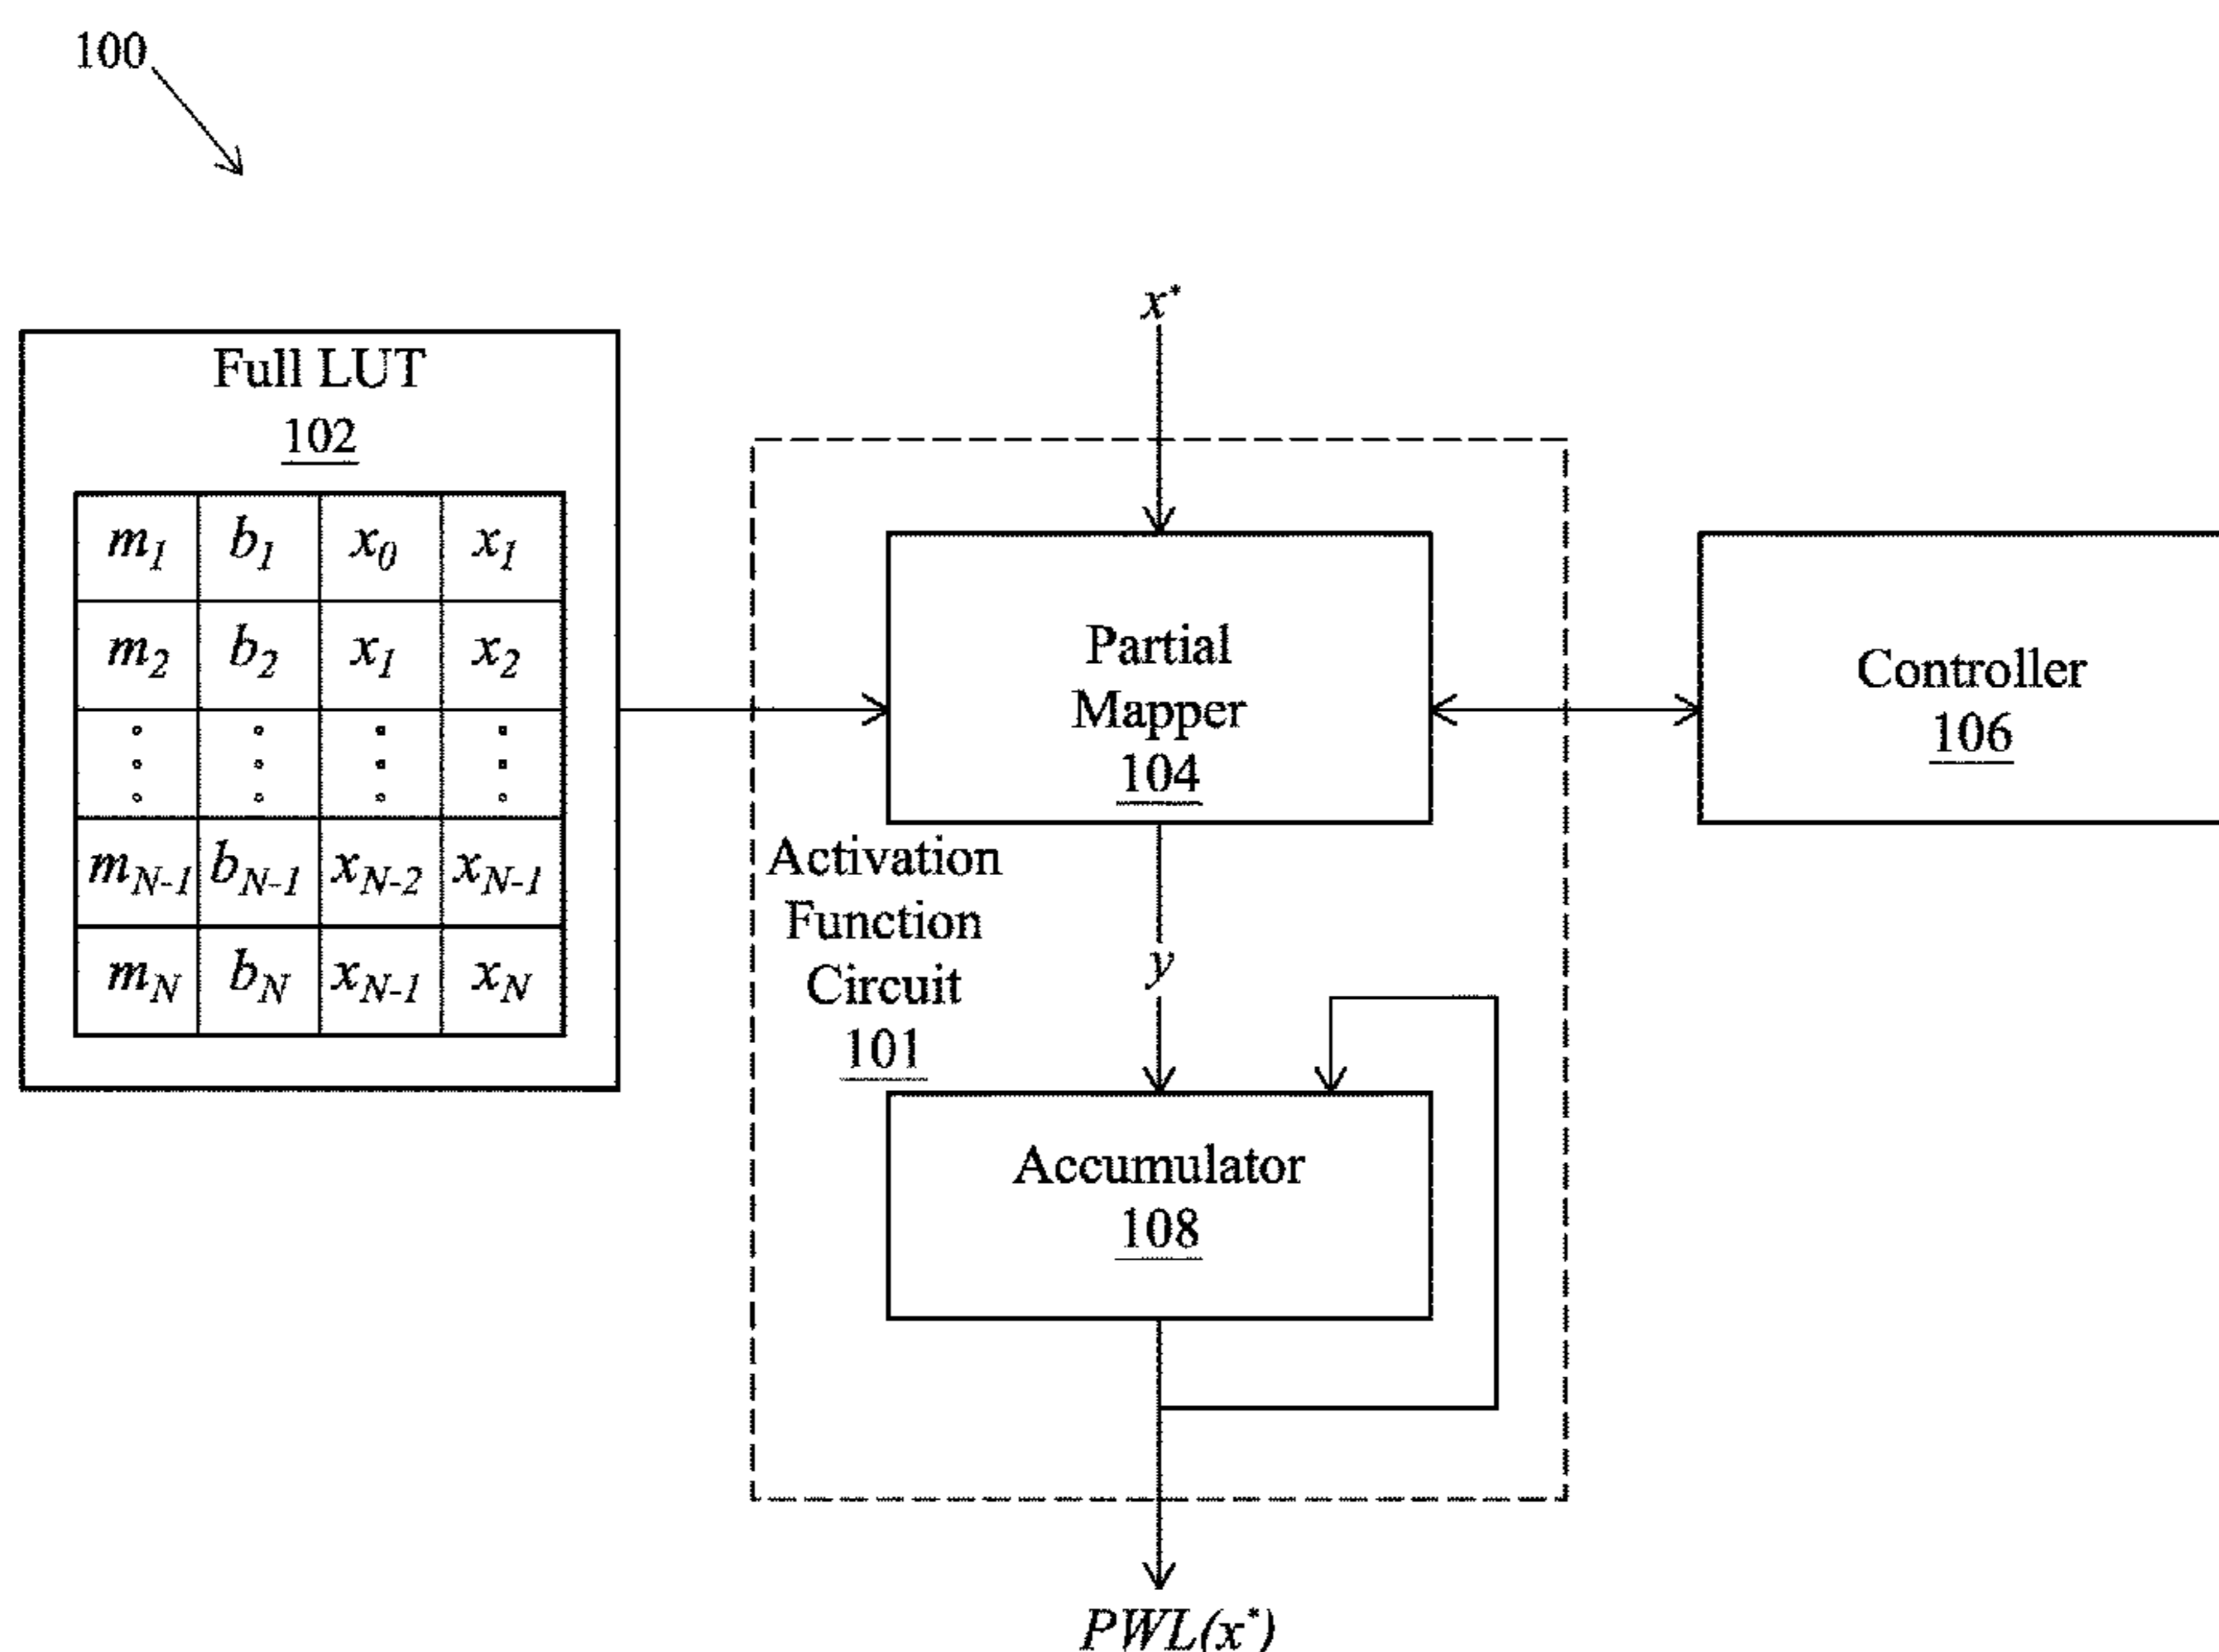 100
x*
Full LUT
102
m1 b1 x0 x1
m2 b2 x1 x2
mN-1 bN-1 xN-2 xN-1
mN bN xN-1 xN
Partial
Mapper
104
Controller
106
Activation
Function
Circuit
101
y
Accumulator
108
PWL(x*)